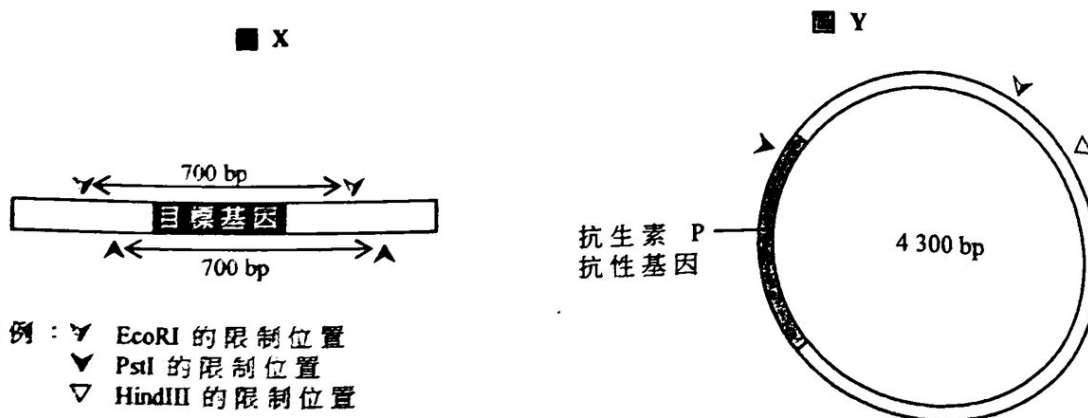 圖 X
圖 Y
700 bp
目標基因
700 bp
抗生素 P
抗性基因
4 300 bp
例 : EcoRI 的限制位置
PstI 的限制位置
HindIII 的限制位置